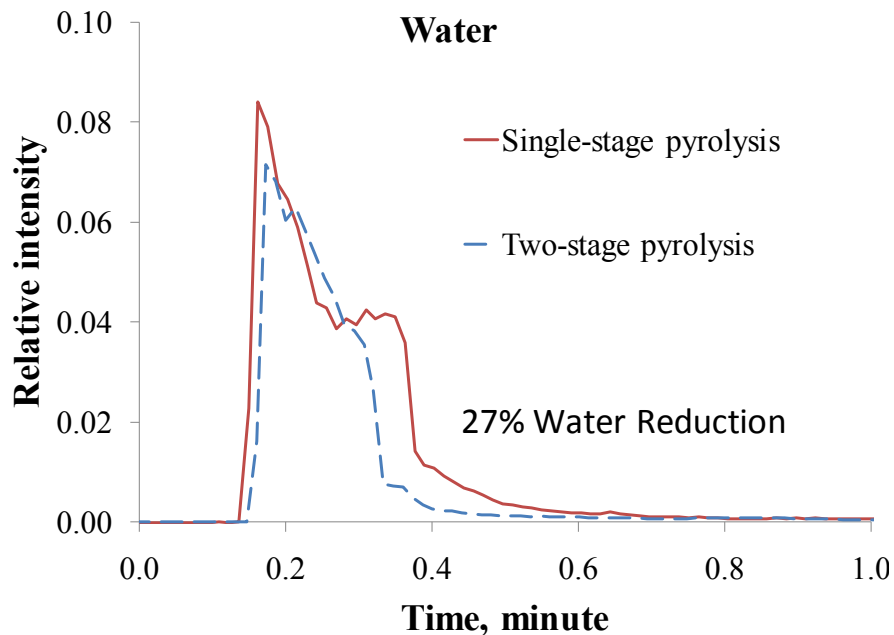 Water
0.10
0.08
0.06
0.04
0.02
0.00
Relative intensity
Single-stage pyrolysis
Two-stage pyrolysis
27% Water Reduction
0.0 0.2 0.4 0.6 0.8 1.0
Time, minute